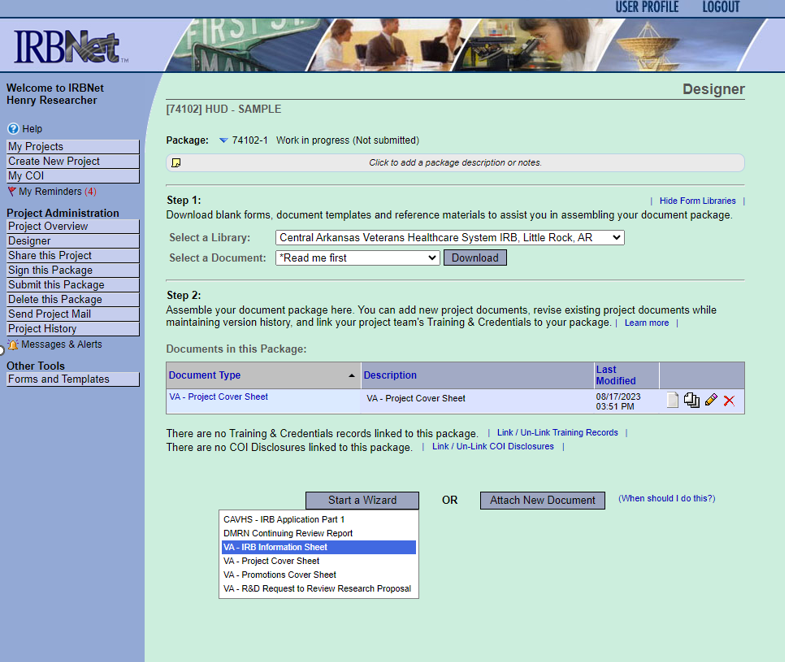 USER PROFILE LOGOUT
IRBNet™
FIRST ST
MAIN
Welcome to IRBNet
Henry Researcher
Designer
[74102] HUD - SAMPLE
Help
My Projects
Create New Project
My COI
My Reminders (4)
Project Administration
Project Overview
Designer
Share this Project
Sign this Package
Submit this Package
Delete this Package
Send Project Mail
Project History
Messages & Alerts
Other Tools
Forms and Templates
Package: 74102-1 Work in progress (Not submitted)
Click to add a package description or notes.
Step 1: | Hide Form Libraries |
Download blank forms, document templates and reference materials to assist you in assembling your document package.
Select a Library: Central Arkansas Veterans Healthcare System IRB, Little Rock, AR
Select a Document: *Read me first Download
Step 2:
Assemble your document package here. You can add new project documents, revise existing project documents while
maintaining version history, and link your project team's Training & Credentials to your package. | Learn more |
Documents in this Package:
Document Type Description Last
Modified
VA - Project Cover Sheet VA - Project Cover Sheet 08/17/2023
03:51 PM
There are no Training & Credentials records linked to this package. | Link / Un-Link Training Records |
There are no COI Disclosures linked to this package. | Link / Un-Link COI Disclosures |
Start a Wizard OR Attach New Document (When should I do this?)
CAVHS - IRB Application Part 1
DMRN Continuing Review Report
VA - IRB Information Sheet
VA - Project Cover Sheet
VA - Promotions Cover Sheet
VA - R&D Request to Review Research Proposal